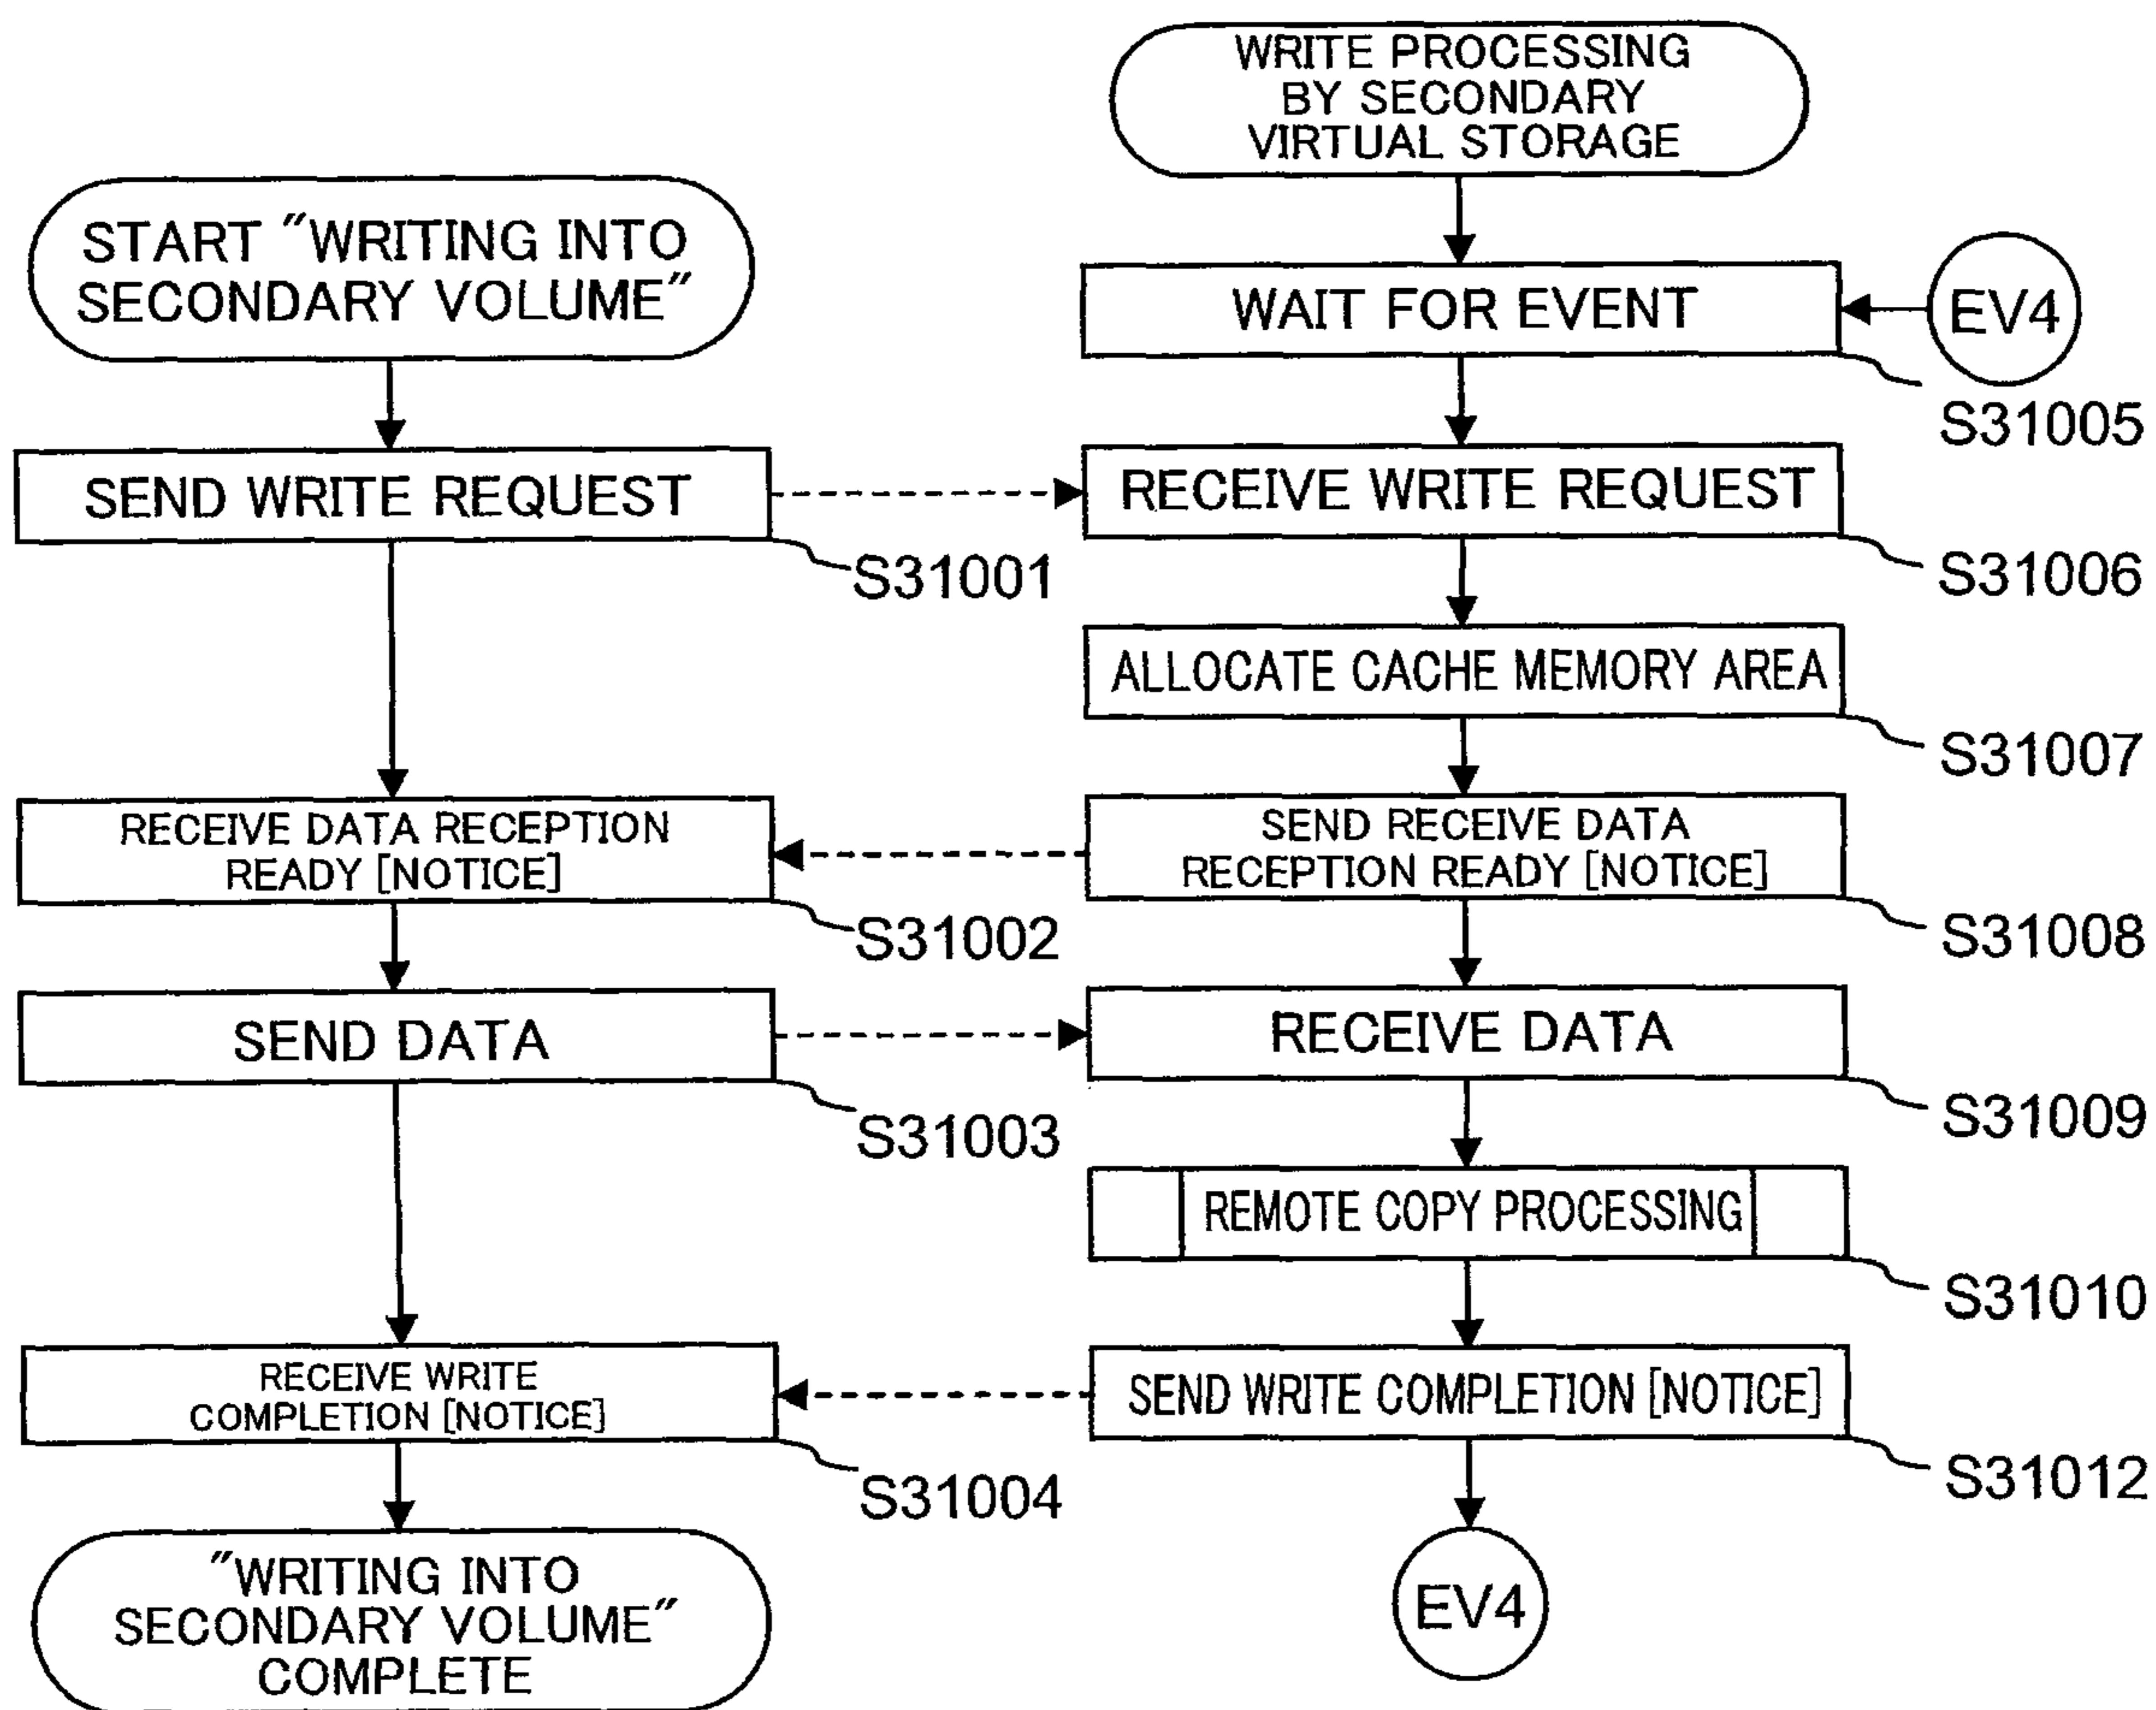 START "WRITING INTO
SECONDARY VOLUME"
SEND WRITE REQUEST
S31001
RECEIVE DATA RECEPTION
READY [NOTICE]
S31002
SEND DATA
S31003
RECEIVE WRITE
COMPLETION [NOTICE]
S31004
"WRITING INTO
SECONDARY VOLUME"
COMPLETE
WRITE PROCESSING
BY SECONDARY
VIRTUAL STORAGE
WAIT FOR EVENT
EV4
S31005
RECEIVE WRITE REQUEST
S31006
ALLOCATE CACHE MEMORY AREA
S31007
SEND RECEIVE DATA
RECEPTION READY [NOTICE]
S31008
RECEIVE DATA
S31009
REMOTE COPY PROCESSING
S31010
SEND WRITE COMPLETION [NOTICE]
S31012
EV4